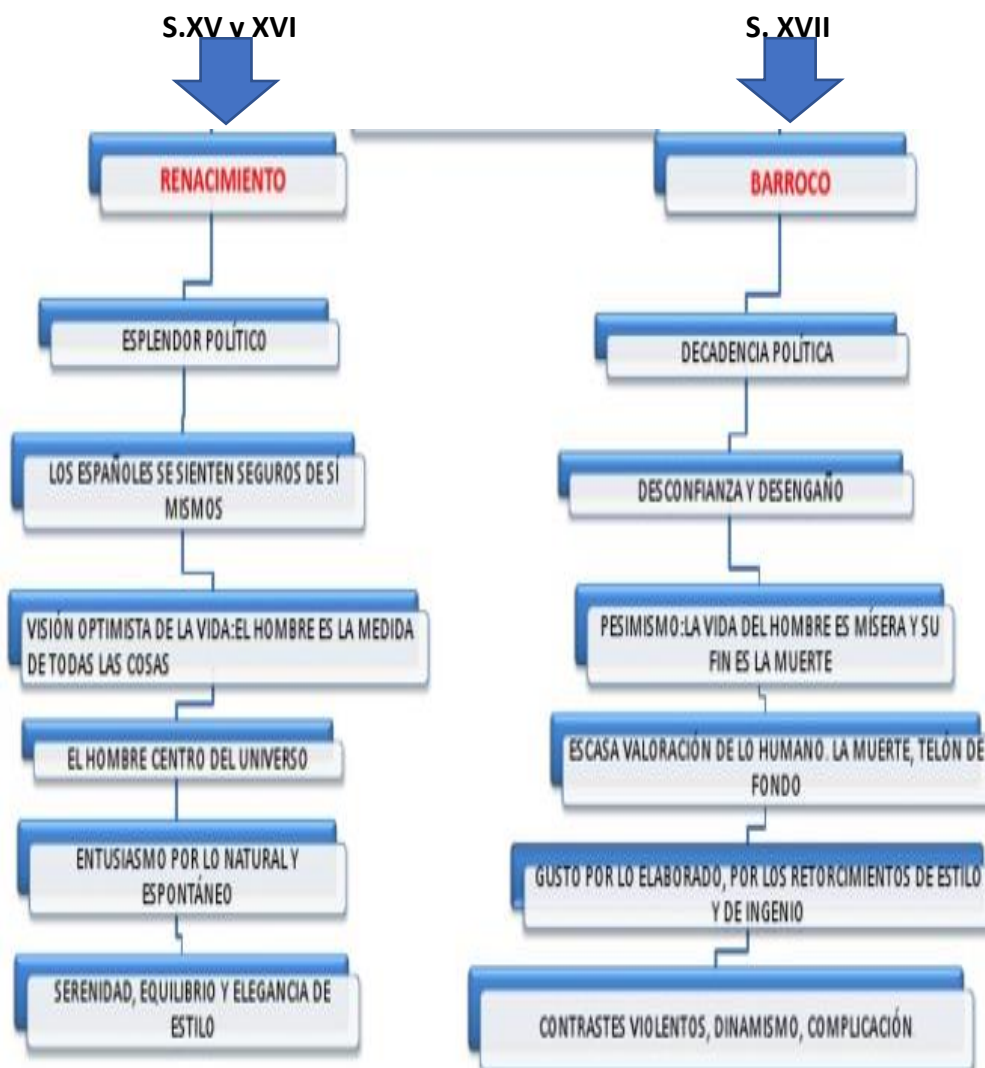 S.XV y XVI
RENACIMIENTO
ESPLENDOR POLÍTICO
LOS ESPAÑOLES SE SIENTEN SEGUROS DE SÍ
MISMOS
VISIÓN OPTIMISTA DE LA VIDA:EL HOMBRE ES LA MEDIDA
DE TODAS LAS COSAS
EL HOMBRE CENTRO DEL UNIVERSO
ENTUSIASMO POR LO NATURAL Y
ESPONTÁNEO
SERENIDAD, EQUILIBRIO Y ELEGANCIA DE
ESTILO
S. XVII
BARROCO
DECADENCIA POLÍTICA
DESCONFIANZA Y DESENGAÑO
PESIMISMO:LA VIDA DEL HOMBRE ES MÍSERA Y SU
FIN ES LA MUERTE
ESCASA VALORACIÓN DE LO HUMANO. LA MUERTE, TELÓN DE
FONDO
GUSTO POR LO ELABORADO, POR LOS RETORCIMIENTOS DE ESTILO
Y DE INGENIO
CONTRASTES VIOLENTOS, DINAMISMO, COMPLICACIÓN